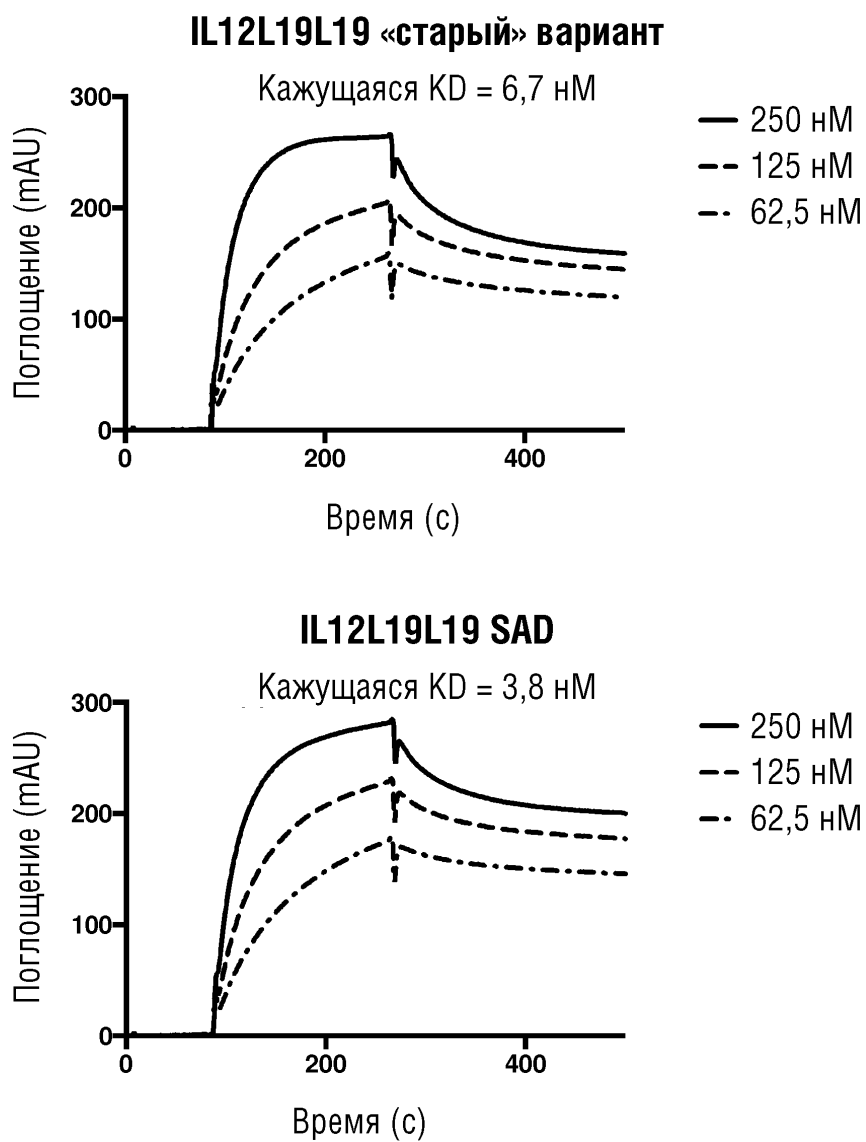 IL12L19L19 «старый» вариант
Кажущаяся KD = 6,7 нМ
300
200
100
0
0
200
400
Поглощение (mAU)
Время (с)
250 нМ
125 нМ
62,5 нМ
IL12L19L19 SAD
Кажущаяся KD = 3,8 нМ
300
200
100
0
0
200
400
Поглощение (mAU)
Время (с)
250 нМ
125 нМ
62,5 нМ